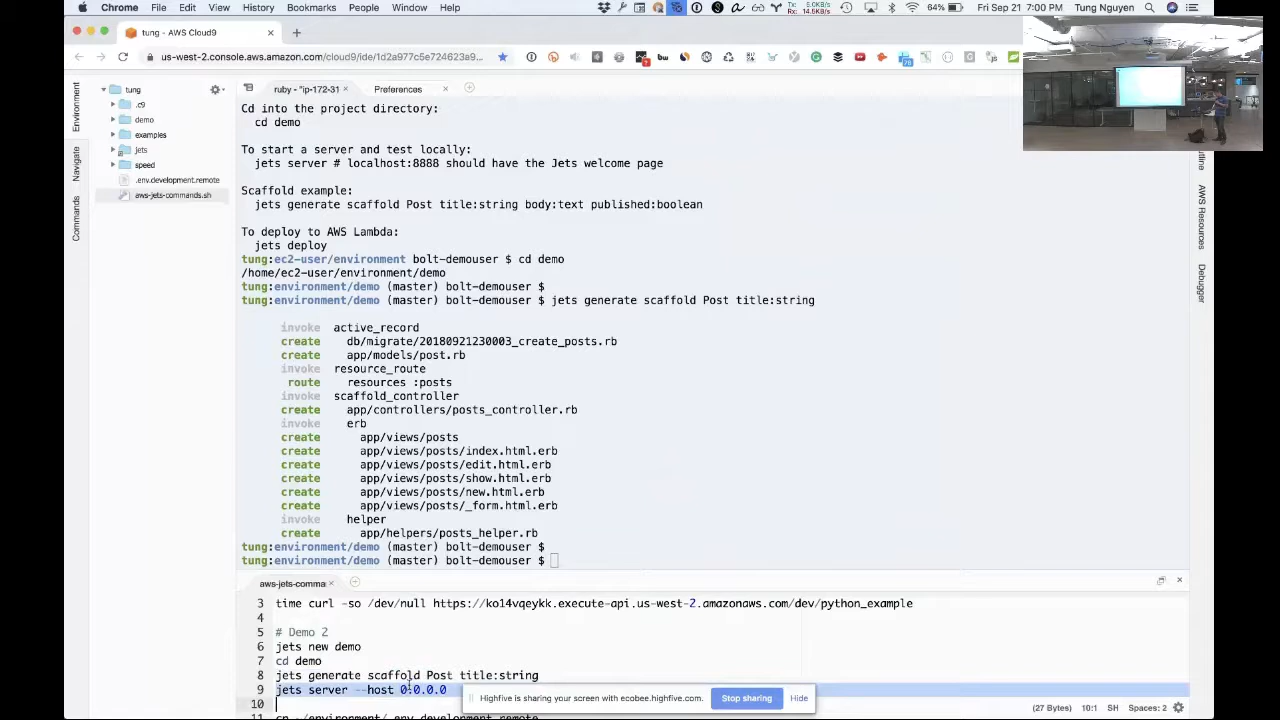 Chrome File Edit View History Bookmarks People Window Help
Tx: 5.0KB/s
Rx: 14.5KB/s
64% Fri Sep 21 7:00 PM Tung Nguyen
tung - AWS Cloud9
us-west-2.console.aws.amazon.com/cloud9/ide/1d2a977c5e724623a9...
Environment
Navigate
Commands
tung
.c9
demo
examples
jets
speed
.env.development.remote
aws-jets-commands.sh
ruby - "ip-172-31
Preferences
Cd into the project directory:
cd demo
To start a server and test locally:
jets server # localhost:8888 should have the Jets welcome page
Scaffold example:
jets generate scaffold Post title:string body:text published:boolean
To deploy to AWS Lambda:
jets deploy
tung:ec2-user/environment bolt-demouser $ cd demo
/home/ec2-user/environment/demo
tung:environment/demo (master) bolt-demouser $
tung:environment/demo (master) bolt-demouser $ jets generate scaffold Post title:string
invoke active_record
create db/migrate/20180921230003_create_posts.rb
create app/models/post.rb
invoke resource_route
route resources :posts
invoke scaffold_controller
create app/controllers/posts_controller.rb
invoke erb
create app/views/posts
create app/views/posts/index.html.erb
create app/views/posts/edit.html.erb
create app/views/posts/show.html.erb
create app/views/posts/new.html.erb
create app/views/posts/_form.html.erb
invoke helper
create app/helpers/posts_helper.rb
tung:environment/demo (master) bolt-demouser $
tung:environment/demo (master) bolt-demouser $
AWS Resources
Debugger
aws-jets-comma
3 time curl -so /dev/null https://ko14vqeykk.execute-api.us-west-2.amazonaws.com/dev/python_example
4
5 # Demo 2
6 jets new demo
7 cd demo
8 jets generate scaffold Post title:string
9 jets server --host 0.0.0.0
10
11 cp ~/environment/.env.development.remote
Highfive is sharing your screen with ecobee.highfive.com. Stop sharing Hide
(27 Bytes) 10:1 SH Spaces: 2